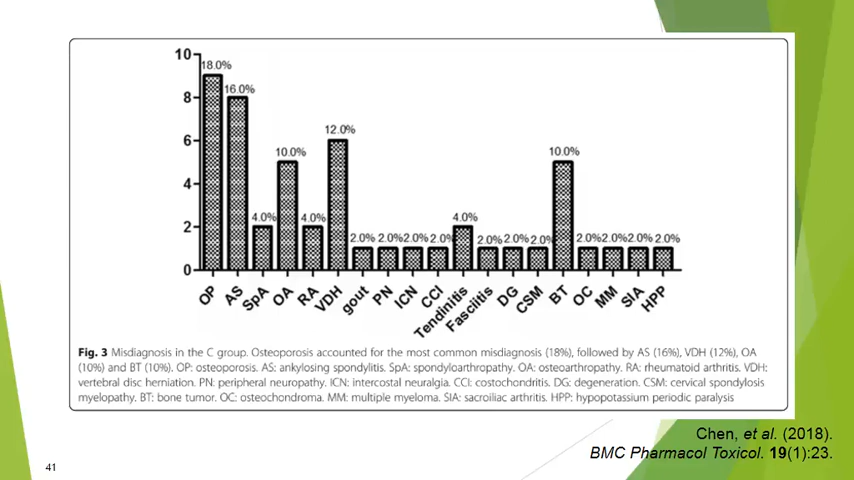 10
18.0%
16.0%
8
12.0%
6
10.0%
10.0%
4
4.0%
4.0%
4.0%
2
2.0% 2.0% 2.0% 2.0% 2.0% 2.0% 2.0% 2.0% 2.0% 2.0% 2.0%
0
OP AS SpA OA RA VDH gout PN ICN CCI Tendinitis Fasciitis DG CSM BT OC MM SIA HPP
Fig. 3 Misdiagnosis in the C group. Osteoporosis accounted for the most common misdiagnosis (18%), followed by AS (16%), VDH (12%), OA
(10%) and BT (10%). OP: osteoporosis. AS: ankylosing spondylitis. SpA: spondyloarthropathy. OA: osteoarthropathy. RA: rheumatoid arthritis. VDH:
vertebral disc herniation. PN: peripheral neuropathy. ICN: intercostal neuralgia. CCI: costochondritis. DG: degeneration. CSM: cervical spondylosis
myelopathy. BT: bone tumor. OC: osteochondroma. MM: multiple myeloma. SIA: sacroiliac arthritis. HPP: hypopotassium periodic paralysis
Chen, et al. (2018).
BMC Pharmacol Toxicol. 19(1):23.
41